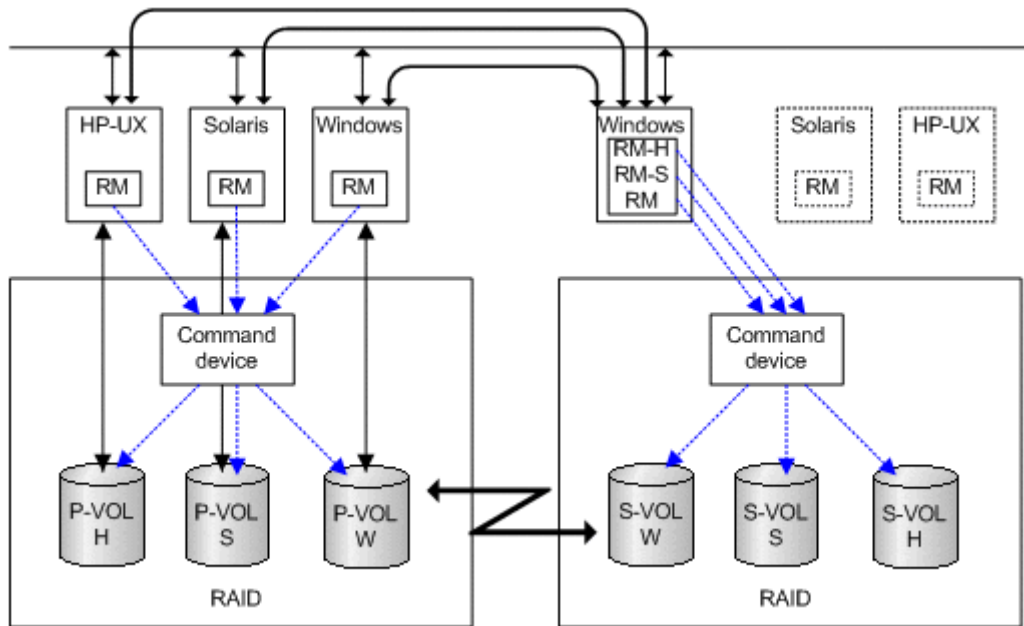 HP-UX
Solaris
Windows
Windows
Solaris
HP-UX
RM
RM
RM
RM-H
RM-S
RM
RM
RM
Command
device
Command
device
P-VOL
H
P-VOL
S
P-VOL
W
S-VOL
W
S-VOL
S
S-VOL
H
RAID
RAID